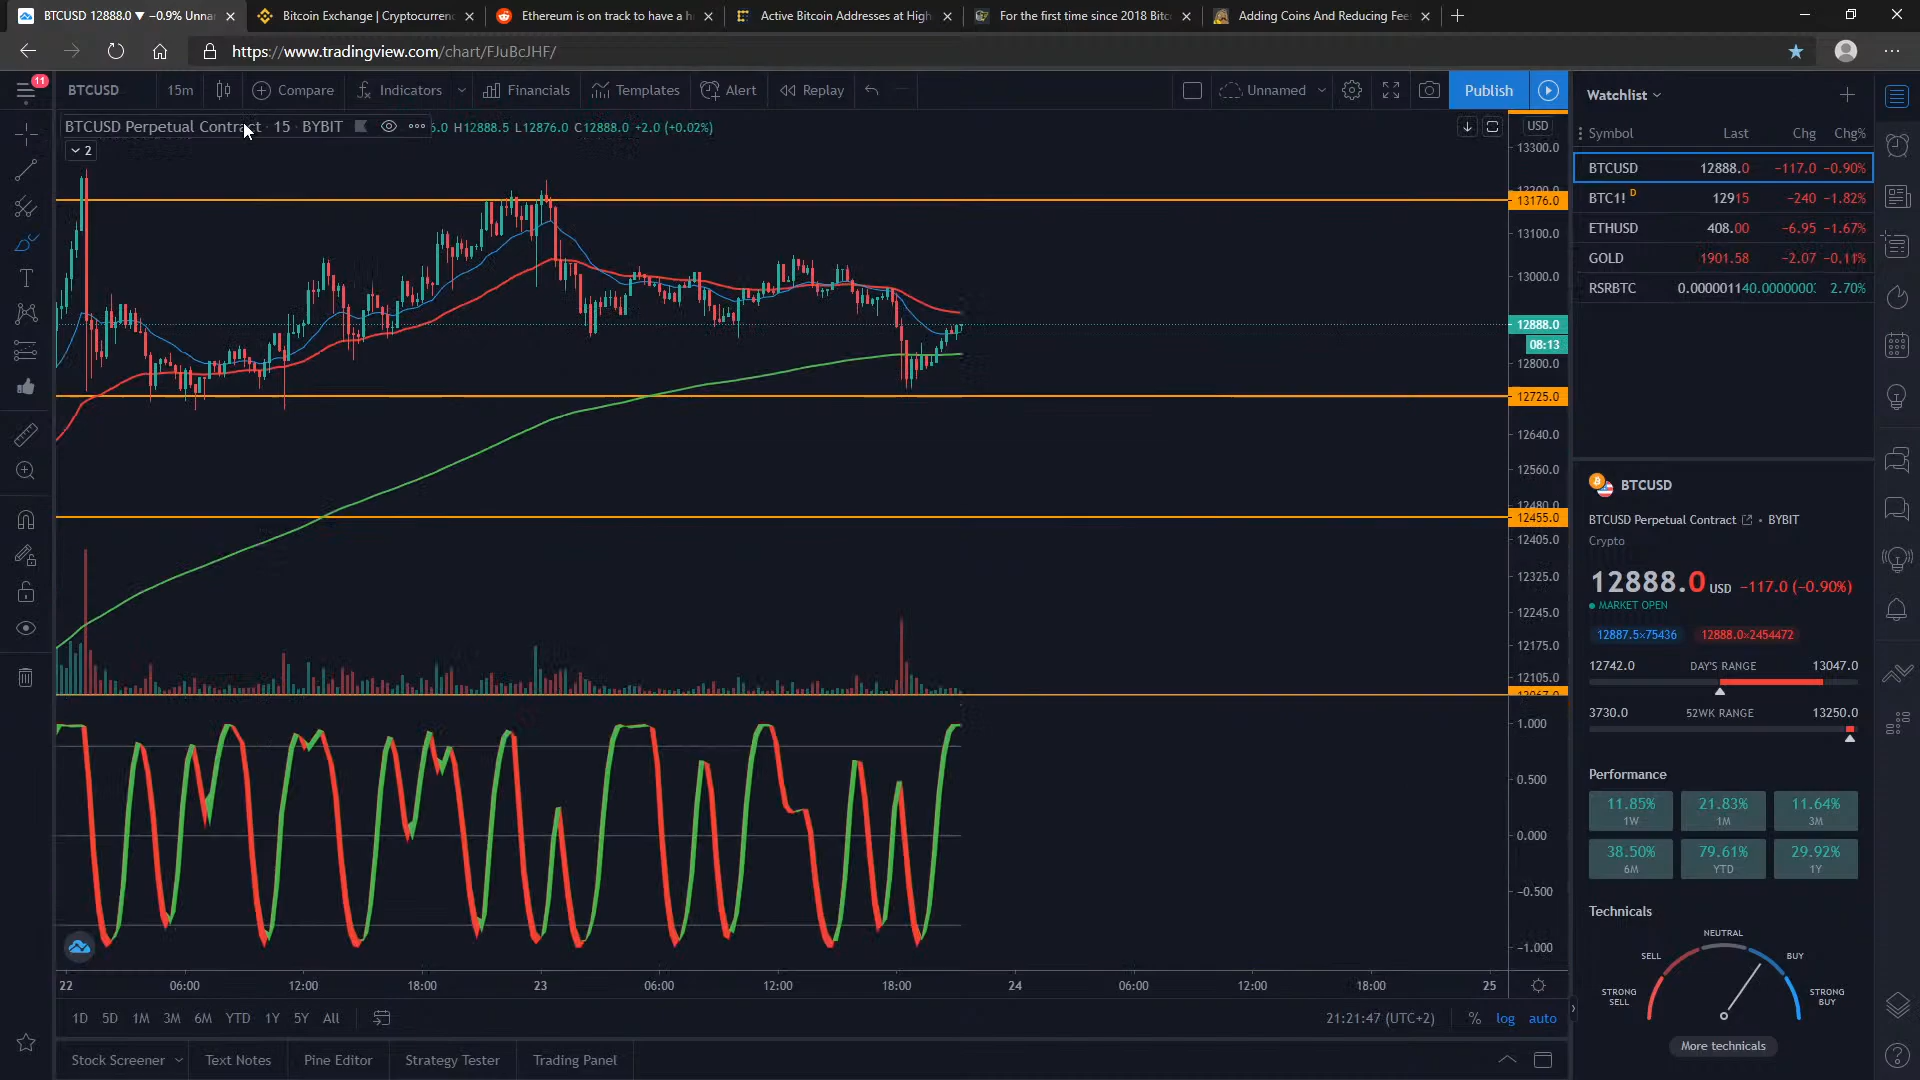 BTCUSD 12888.0 ▼ −0.9% Unna
Bitcoin Exchange | Cryptocurrenc
Ethereum is on track to have a h
Active Bitcoin Addresses at High
For the first time since 2018 Bitc
Adding Coins And Reducing Fee
https://www.tradingview.com/chart/FJuBcJHF/
11
BTCUSD
15m
Compare
Indicators
Financials
Templates
Alert
Replay
Unnamed
Publish
BTCUSD Perpetual Contract · 15 · BYBIT
6.0 H12888.5 L12876.0 C12888.0 +2.0 (+0.02%)
2
USD
13300.0
13176.0
13100.0
13000.0
12888.0
08:13
12800.0
12725.0
12640.0
12560.0
12480.0
12455.0
12405.0
12325.0
12245.0
12175.0
12105.0
1.000
0.500
0.000
−0.500
−1.000
22
06:00
12:00
18:00
23
06:00
12:00
18:00
24
06:00
12:00
18:00
25
1D 5D 1M 3M 6M YTD 1Y 5Y All
21:21:47 (UTC+2)
% log auto
Stock Screener
Text Notes
Pine Editor
Strategy Tester
Trading Panel
Watchlist
Symbol Last Chg Chg%
BTCUSD 12888.0 −117.0 −0.90%
BTC1! D 12915 −240 −1.82%
ETHUSD 408.00 −6.95 −1.67%
GOLD 1901.58 −2.07 −0.11%
RSRBTC 0.000001140.0000000 2.70%
BTCUSD
BTCUSD Perpetual Contract • BYBIT
Crypto
12888.0 USD −117.0 (−0.90%)
MARKET OPEN
12887.5×75436 12888.0×2454472
12742.0 DAY'S RANGE 13047.0
3730.0 52WK RANGE 13250.0
Performance
11.85% 21.83% 11.64%
1W 1M 3M
38.50% 79.61% 29.92%
6M YTD 1Y
Technicals
NEUTRAL
SELL BUY
STRONG SELL
STRONG BUY
More technicals